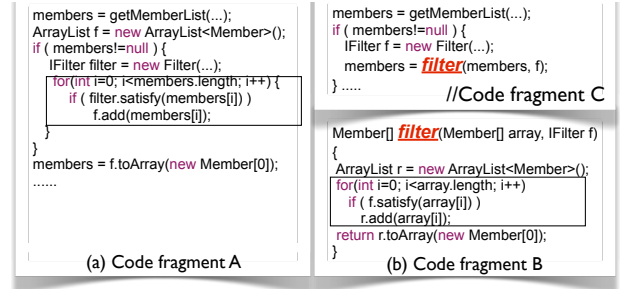 members = getMemberList(...);
ArrayList f = new ArrayList<Member>();
if ( members!=null ) {
IFilter filter = new Filter(...);
for(int i=0; i<members.length; i++) {
if ( filter.satisfy(members[i]) )
f.add(members[i]);
}
}
members = f.toArray(new Member[0]);
......
(a) Code fragment A
members = getMemberList(...);
if ( members!=null ) {
IFilter f = new Filter(...);
members = filter(members, f);
} .....
//Code fragment C
Member[] filter(Member[] array, IFilter f)
{
ArrayList r = new ArrayList<Member>();
for(int i=0; i<array.length; i++)
if ( f.satisfy(array[i]) )
r.add(array[i]);
return r.toArray(new Member[0]);
}
(b) Code fragment B